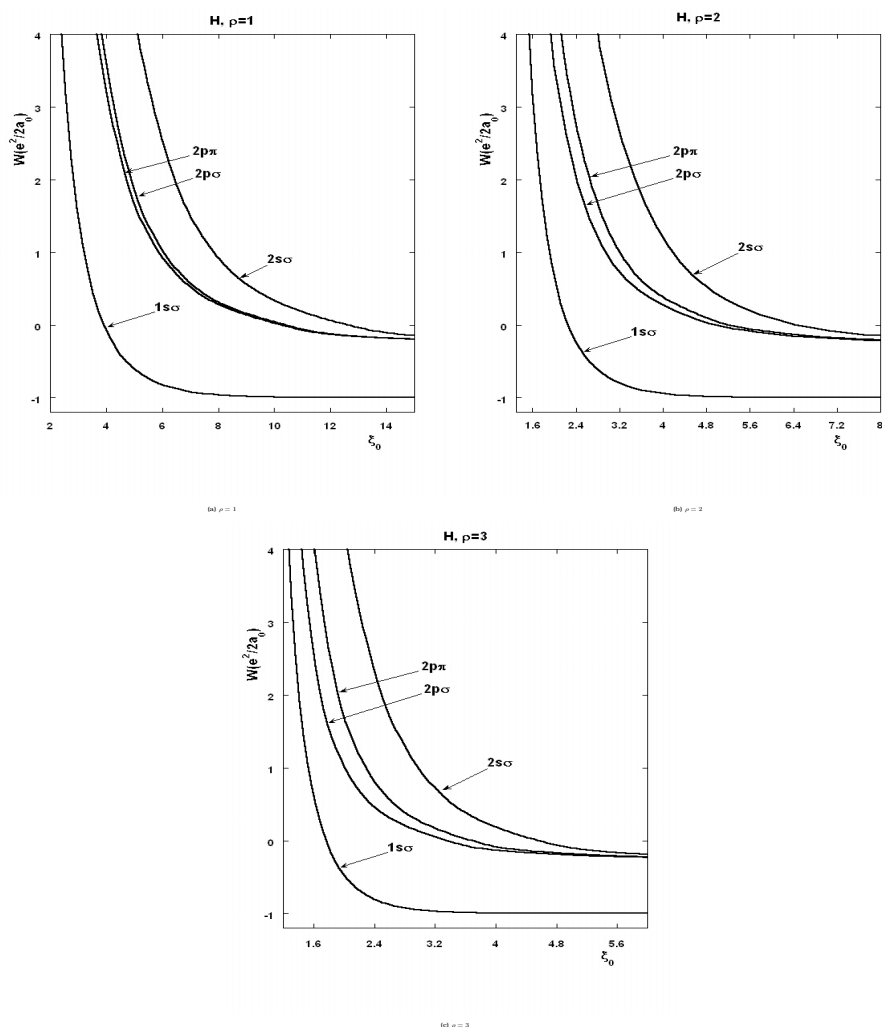 H, ρ=1
W(e²/2a₀)
4
3
2
1
0
-1
2pπ
2pσ
2sσ
1sσ
2 4 6 8 10 12 14
ξ₀
(a) ρ = 1
H, ρ=2
W(e²/2a₀)
4
3
2
1
0
-1
2pπ
2pσ
2sσ
1sσ
1.6 2.4 3.2 4 4.8 5.6 6.4 7.2 8
ξ₀
(b) ρ = 2
H, ρ=3
W(e²/2a₀)
4
3
2
1
0
-1
2pπ
2pσ
2sσ
1sσ
1.6 2.4 3.2 4 4.8 5.6
ξ₀
(c) ρ = 3